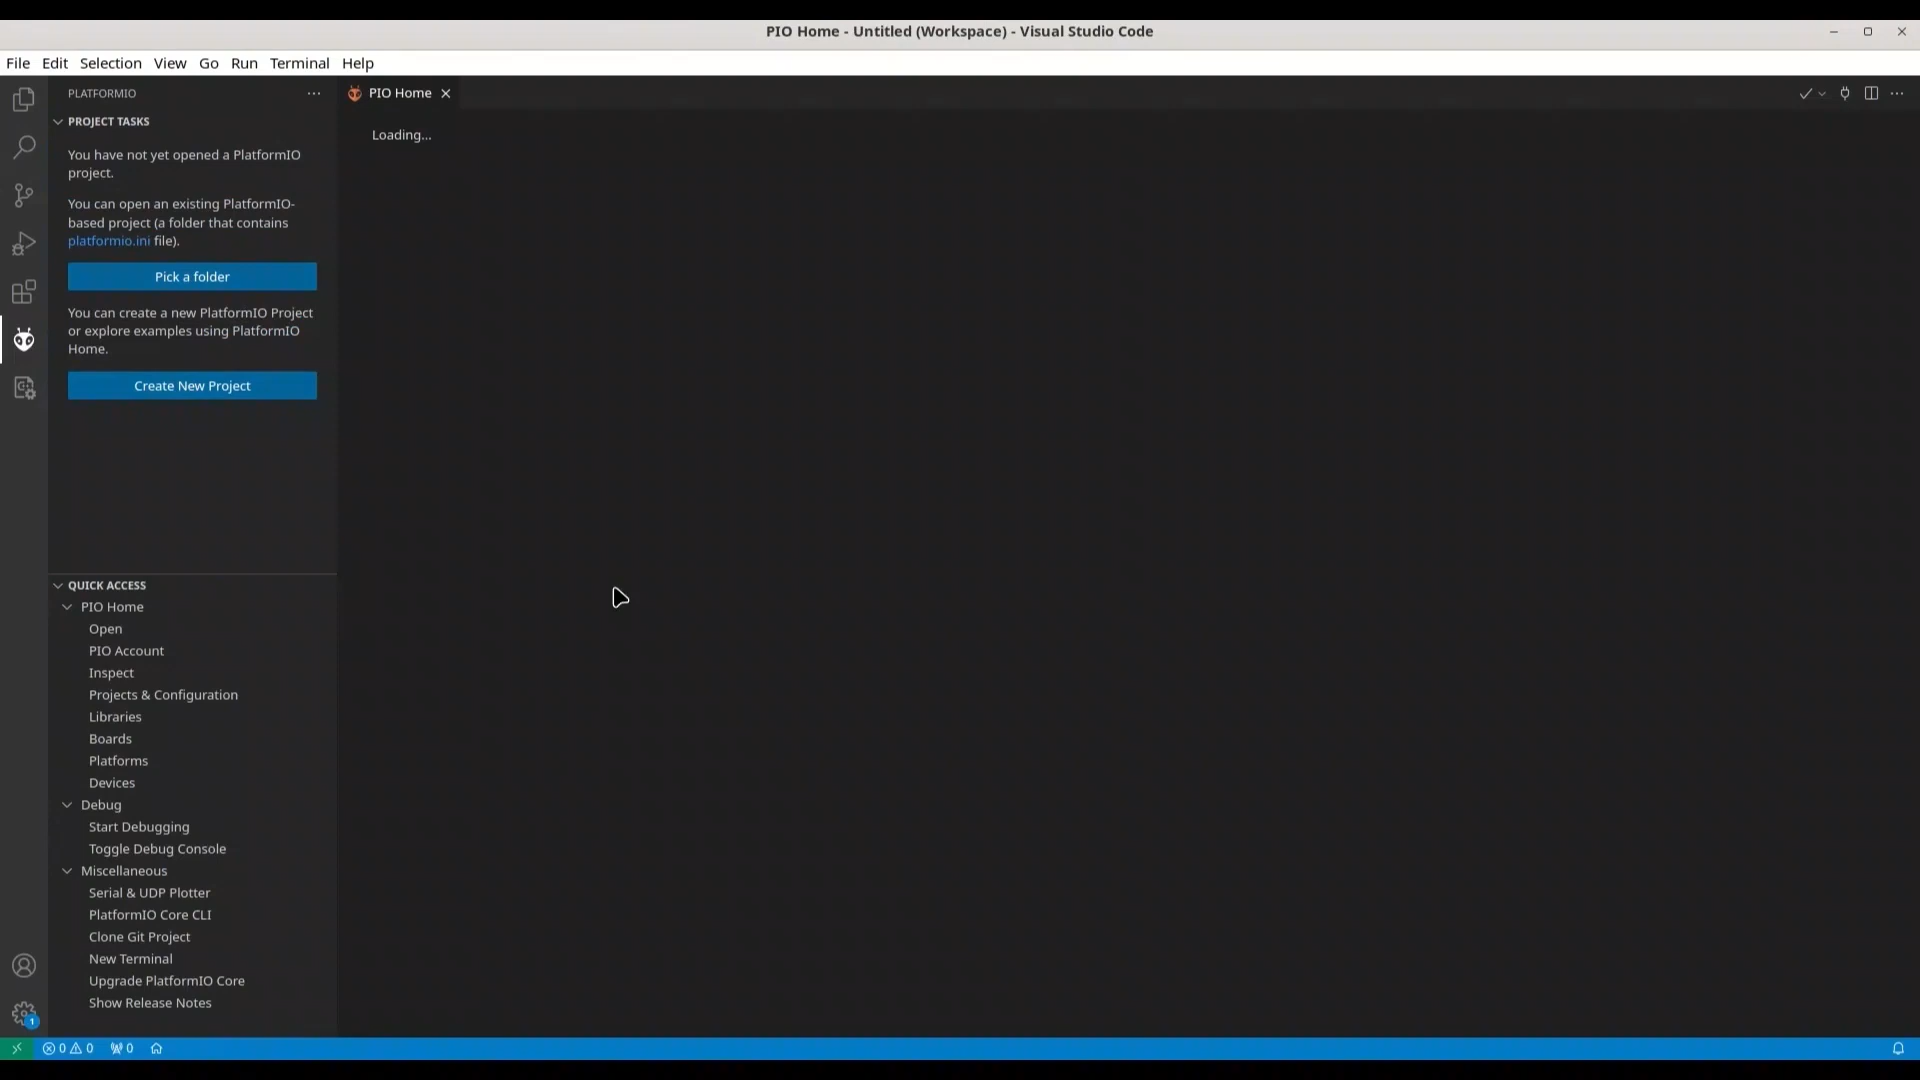 PIO Home - Untitled (Workspace) - Visual Studio Code
File Edit Selection View Go Run Terminal Help
PLATFORMIO
PIO Home
PROJECT TASKS
Loading...
You have not yet opened a PlatformIO
project.
You can open an existing PlatformIO-
based project (a folder that contains
platformio.ini file).
Pick a folder
You can create a new PlatformIO Project
or explore examples using PlatformIO
Home.
Create New Project
QUICK ACCESS
PIO Home
Open
PIO Account
Inspect
Projects & Configuration
Libraries
Boards
Platforms
Devices
Debug
Start Debugging
Toggle Debug Console
Miscellaneous
Serial & UDP Plotter
PlatformIO Core CLI
Clone Git Project
New Terminal
Upgrade PlatformIO Core
Show Release Notes
1
0 0 0